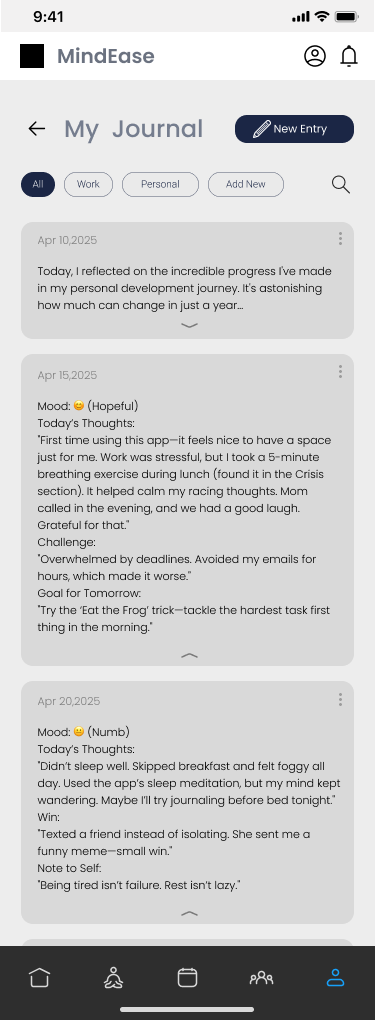 9:41
MindEase
My Journal
New Entry
All
Work
Personal
Add New
Apr 10,2025
Today, I reflected on the incredible progress I've made
in my personal development journey. It's astonishing
how much can change in just a year...
Apr 15,2025
Mood: 😊 (Hopeful)
Today’s Thoughts:
"First time using this app—it feels nice to have a space
just for me. Work was stressful, but I took a 5-minute
breathing exercise during lunch (found it in the Crisis
section). It helped calm my racing thoughts. Mom
called in the evening, and we had a good laugh.
Grateful for that."
Challenge:
"Overwhelmed by deadlines. Avoided my emails for
hours, which made it worse."
Goal for Tomorrow:
"Try the ‘Eat the Frog’ trick—tackle the hardest task first
thing in the morning."
Apr 20,2025
Mood: 😐 (Numb)
Today’s Thoughts:
"Didn’t sleep well. Skipped breakfast and felt foggy all
day. Used the app’s sleep meditation, but my mind kept
wandering. Maybe I’ll try journaling before bed tonight."
Win:
"Texted a friend instead of isolating. She sent me a
funny meme—small win."
Note to Self:
"Being tired isn’t failure. Rest isn’t lazy."